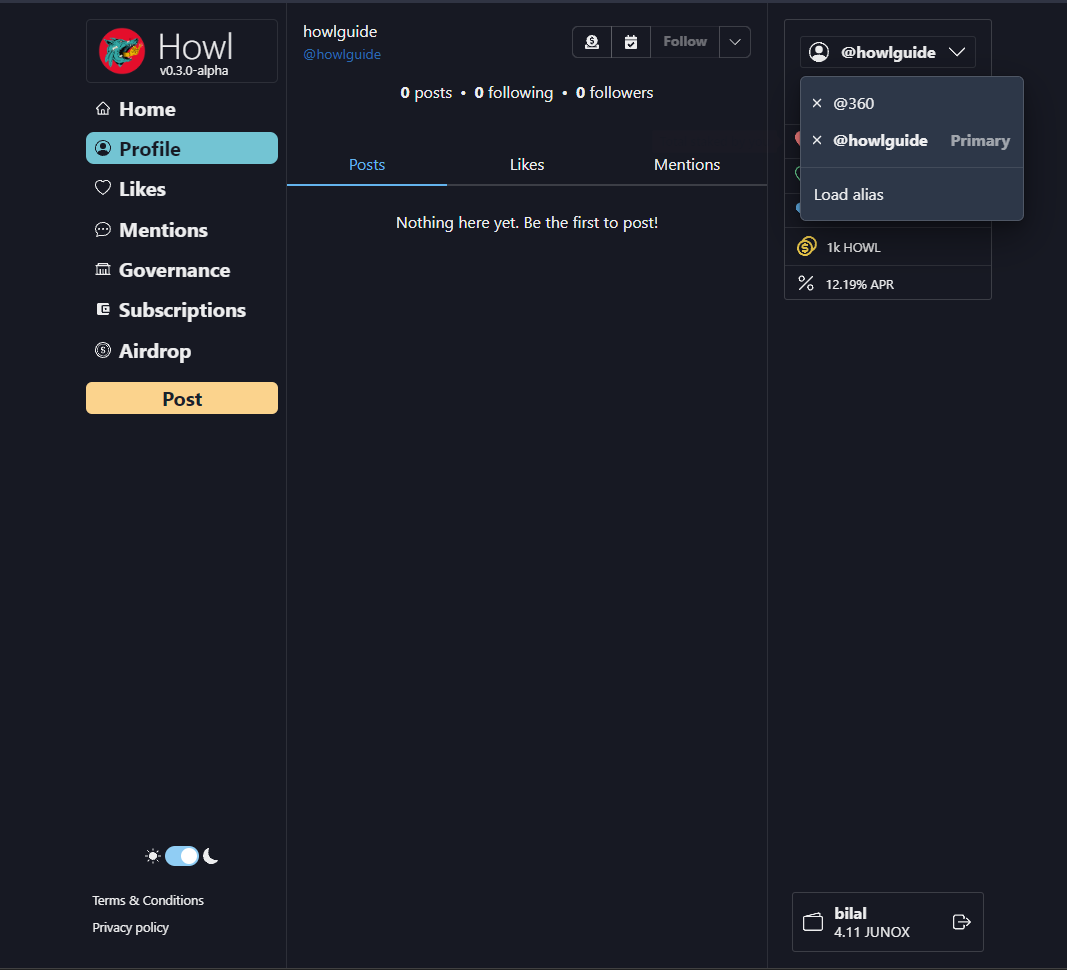 Howl
v0.3.0-alpha
Home
Profile
Likes
Mentions
Governance
Subscriptions
Airdrop
Post
Terms & Conditions
Privacy policy
howlguide
@howlguide
Follow
0 posts • 0 following • 0 followers
Posts Likes Mentions
Nothing here yet. Be the first to post!
@howlguide
@360
@howlguide Primary
Load alias
1k HOWL
12.19% APR
bilal
4.11 JUNOX